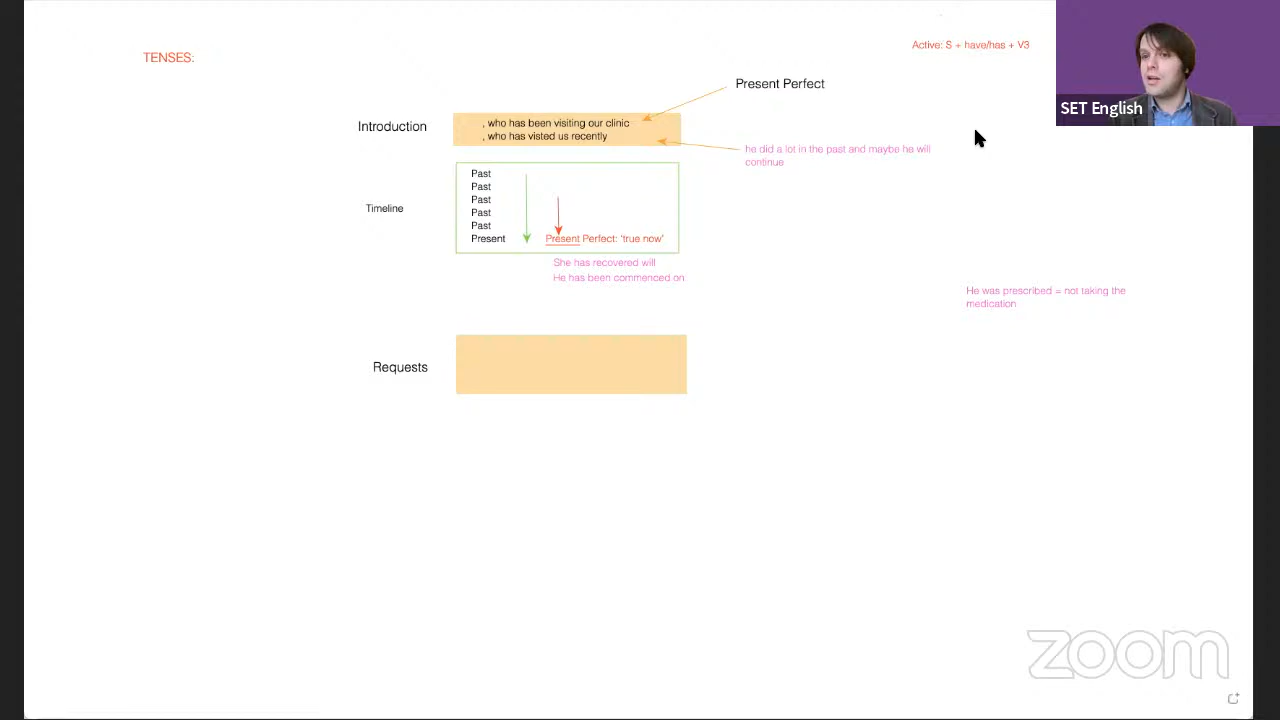 TENSES:
Active: S + have/has + V3
SET English
Present Perfect
Introduction
, who has been visiting our clinic
, who has visted us recently
he did a lot in the past and maybe he will
continue
Timeline
Past
Past
Past
Past
Past
Present
Present Perfect: 'true now'
She has recovered will
He has been commenced on
He was prescribed = not taking the
medication
Requests
zoom